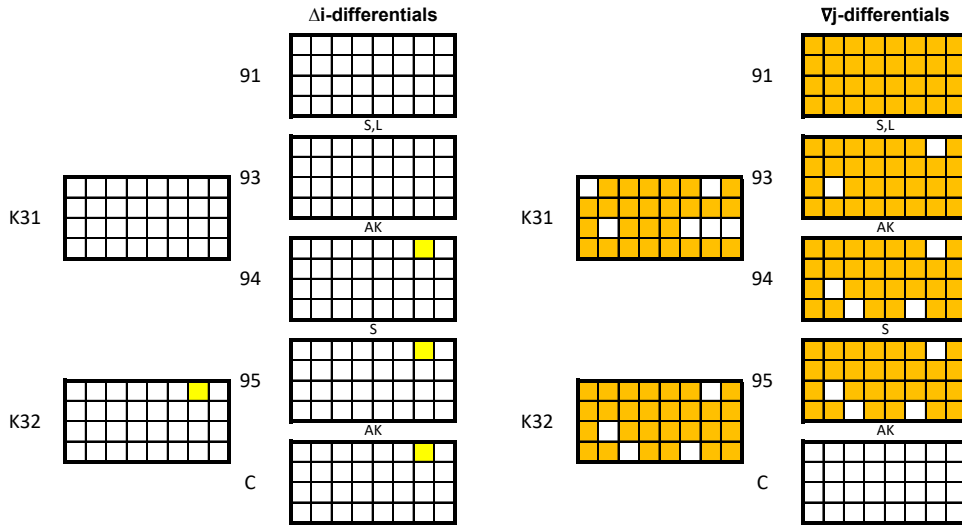 Δi-differentials
∇j-differentials
91
91
S,L
S,L
93
93
K31
K31
AK
AK
94
94
S
S
95
95
K32
K32
AK
AK
C
C